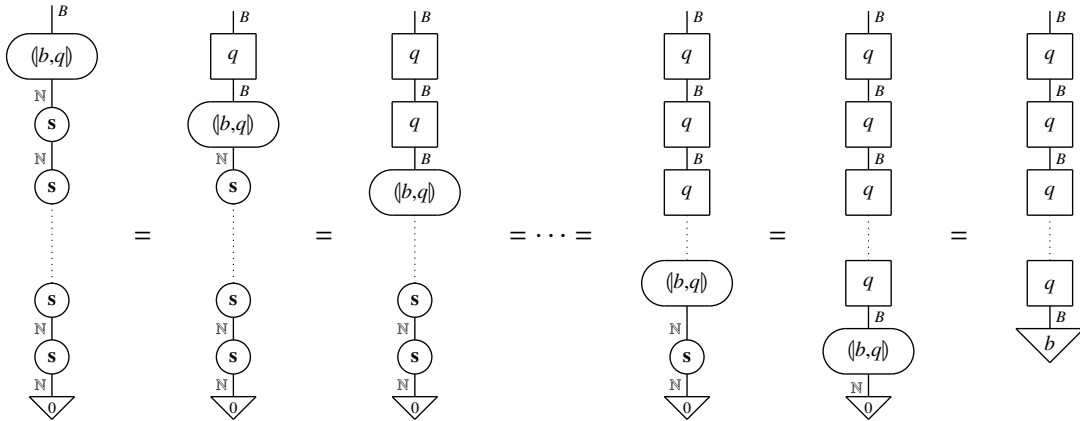 B
⦇b,q⦈
ℕ
s
ℕ
s
s
ℕ
s
ℕ
0
=
B
q
B
⦇b,q⦈
ℕ
s
s
ℕ
s
ℕ
0
=
B
q
B
q
B
⦇b,q⦈
s
ℕ
s
ℕ
0
= ··· =
B
q
B
q
B
q
⦇b,q⦈
ℕ
s
ℕ
0
=
B
q
B
q
B
q
q
B
⦇b,q⦈
ℕ
0
=
B
q
B
q
B
q
q
B
b